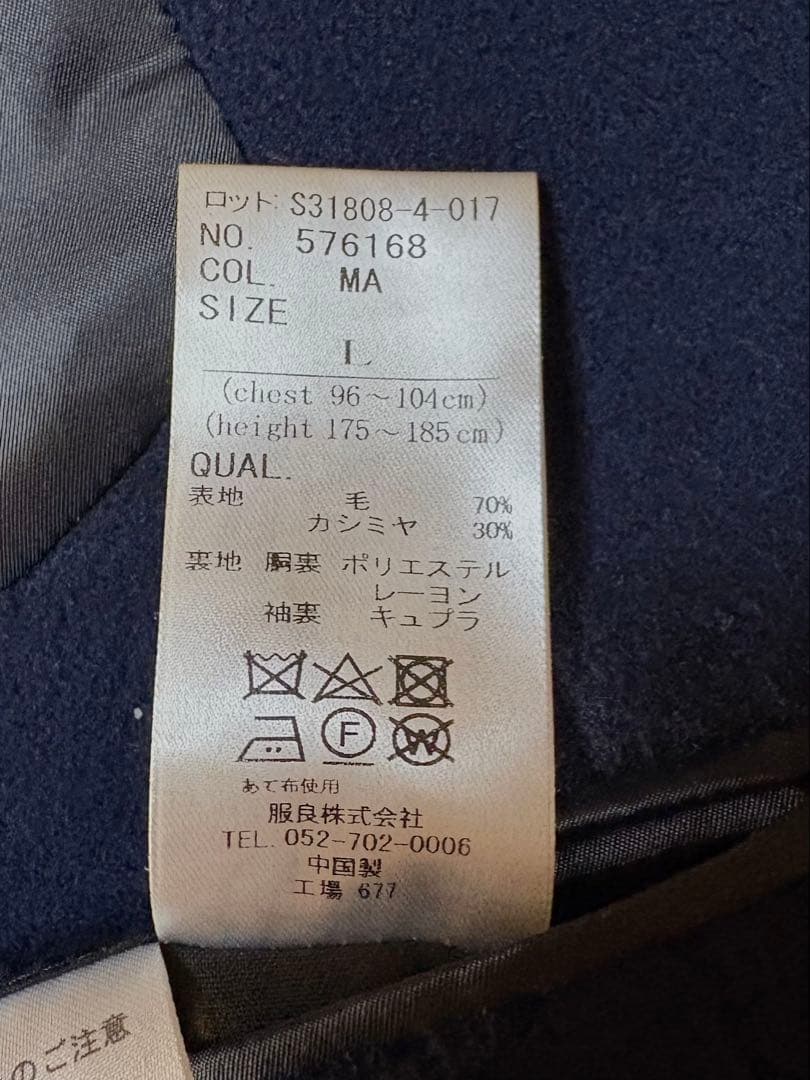 ロット: S31808-4-017
NO. 576168
COL. MA
SIZE
L
(chest 96～104cm)
(height 175～185cm)
QUAL.
表地 毛 70%
カシミヤ 30%
裏地 胴裏 ポリエステル
レーヨン
袖裏 キュプラ
F
W
あて布使用
服良株式会社
TEL. 052-702-0006
中国製
工場 677
のご注意